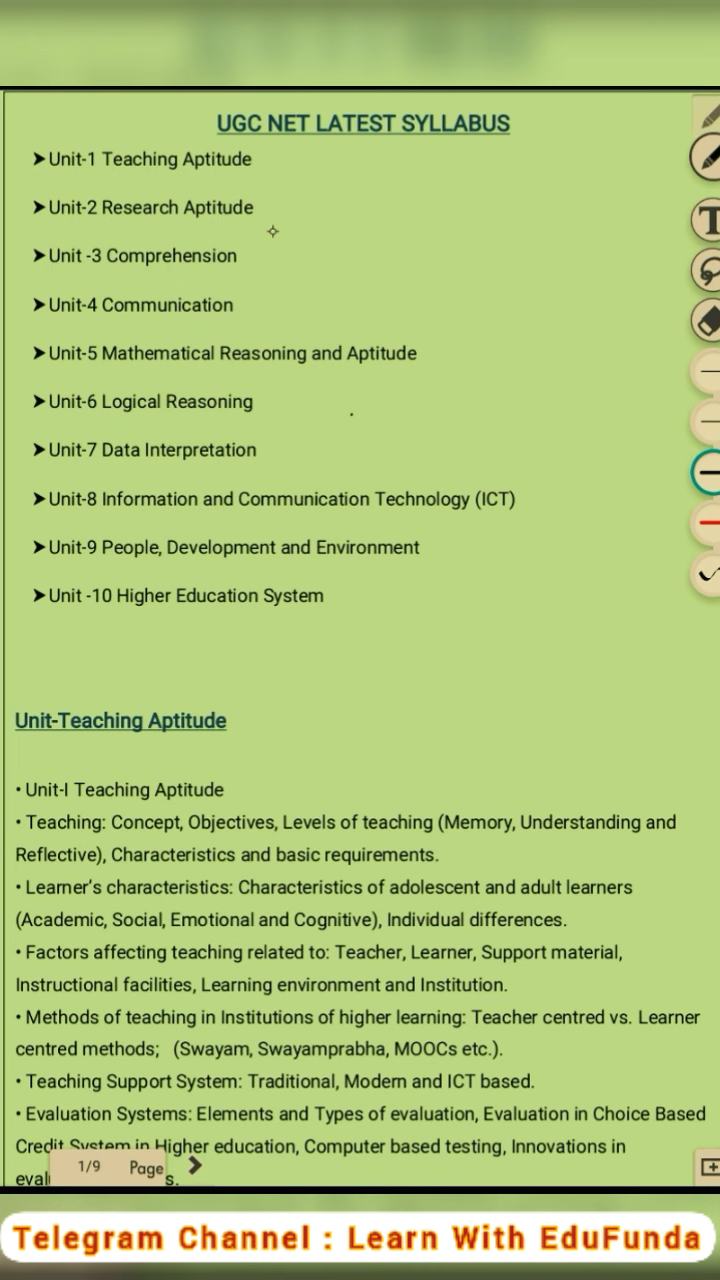 UGC NET LATEST SYLLABUS
➤Unit-1 Teaching Aptitude
➤Unit-2 Research Aptitude
➤Unit -3 Comprehension
➤Unit-4 Communication
➤Unit-5 Mathematical Reasoning and Aptitude
➤Unit-6 Logical Reasoning
➤Unit-7 Data Interpretation
➤Unit-8 Information and Communication Technology (ICT)
➤Unit-9 People, Development and Environment
➤Unit -10 Higher Education System
Unit-Teaching Aptitude
• Unit-I Teaching Aptitude
• Teaching: Concept, Objectives, Levels of teaching (Memory, Understanding and
Reflective), Characteristics and basic requirements.
• Learner's characteristics: Characteristics of adolescent and adult learners
(Academic, Social, Emotional and Cognitive), Individual differences.
• Factors affecting teaching related to: Teacher, Learner, Support material,
Instructional facilities, Learning environment and Institution.
• Methods of teaching in Institutions of higher learning: Teacher centred vs. Learner
centred methods; (Swayam, Swayamprabha, MOOCs etc.).
• Teaching Support System: Traditional, Modern and ICT based.
• Evaluation Systems: Elements and Types of evaluation, Evaluation in Choice Based
Credit System in Higher education, Computer based testing, Innovations in
1/9 Page
T
Telegram Channel : Learn With EduFunda